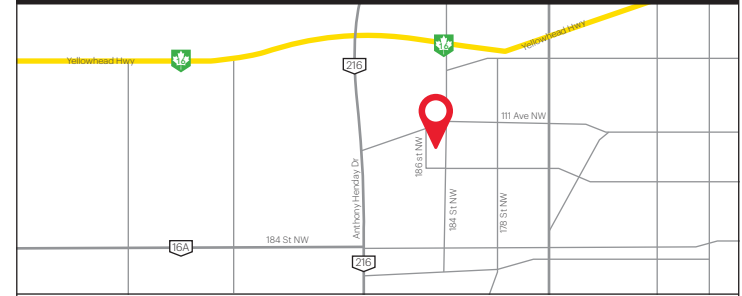 Yellowhead Hwy
16
216
16
Yellowhead Hwy
111 Ave NW
186 st NW
Anthony Henday Dr
184 St NW
178 St NW
16A
184 St NW
216